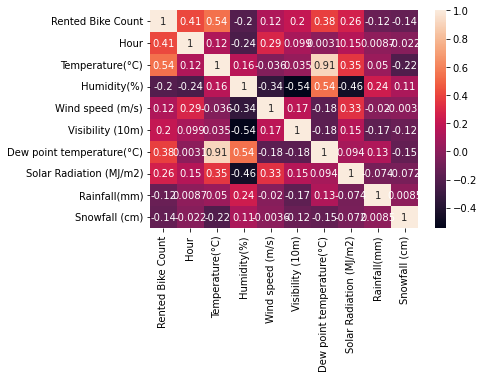 Rented Bike Count 1 0.41 0.54 -0.2 0.12 0.2 0.38 0.26 -0.12 -0.14
Hour 0.41 1 0.12 -0.24 0.29 0.099 0.0031 0.15 0.0087 -0.022
Temperature(°C) 0.54 0.12 1 0.16 -0.036 0.035 0.91 0.35 0.05 -0.22
Humidity(%) -0.2 -0.24 0.16 1 -0.34 -0.54 0.54 -0.46 0.24 0.11
Wind speed (m/s) 0.12 0.29 -0.036 -0.34 1 0.17 -0.18 0.33 -0.02 -0.003
Visibility (10m) 0.2 0.099 0.035 -0.54 0.17 1 -0.18 0.15 -0.17 -0.12
Dew point temperature(°C) 0.38 0.0031 0.91 0.54 -0.18 -0.18 1 0.094 0.13 -0.15
Solar Radiation (MJ/m2) 0.26 0.15 0.35 -0.46 0.33 0.15 0.094 1 -0.074 -0.072
Rainfall(mm) -0.12 0.0087 0.05 0.24 -0.02 -0.17 0.13 -0.074 1 0.0085
Snowfall (cm) -0.14 -0.022 -0.22 0.11 -0.0036 -0.12 -0.15 -0.072 0.0085 1
Rented Bike Count
Hour
Temperature(°C)
Humidity(%)
Wind speed (m/s)
Visibility (10m)
Dew point temperature(°C)
Solar Radiation (MJ/m2)
Rainfall(mm)
Snowfall (cm)
1.0
0.8
0.6
0.4
0.2
0.0
-0.2
-0.4